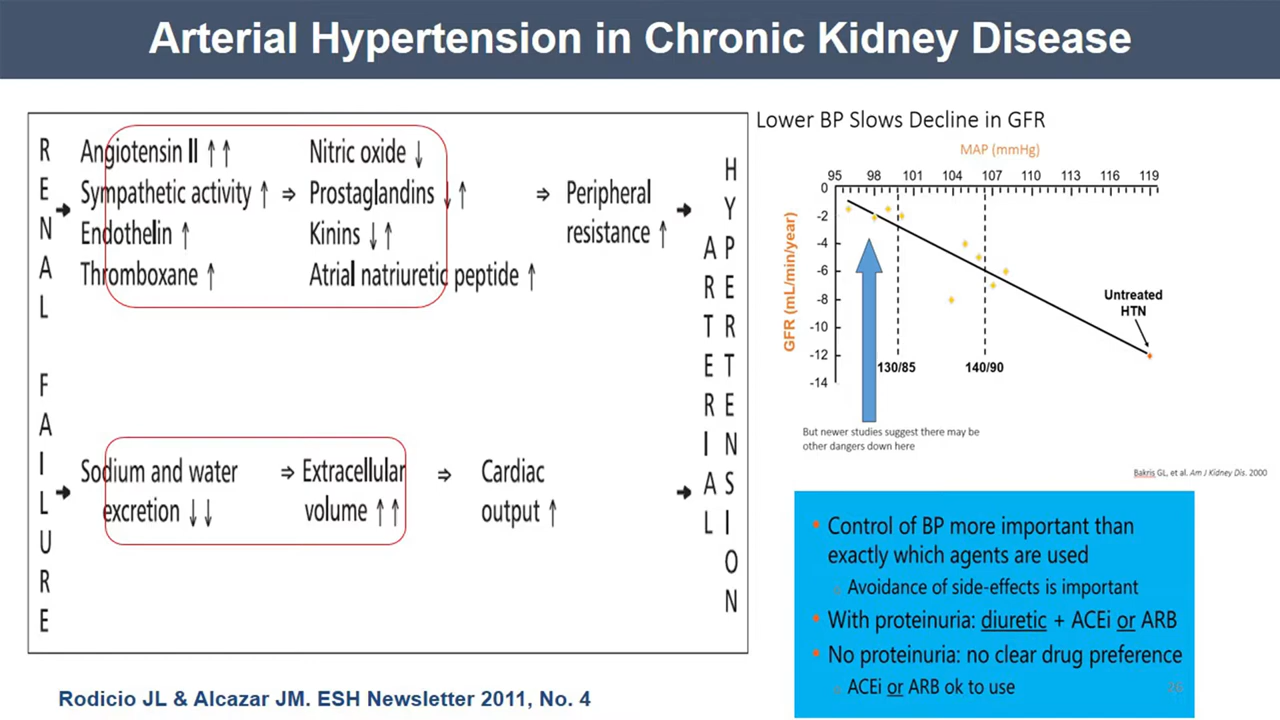 Arterial Hypertension in Chronic Kidney Disease
RENAL FAILURE
Angiotensin II ↑↑
Sympathetic activity ↑ ⇒
Endothelin ↑
Thromboxane ↑
Nitric oxide ↓
Prostaglandins ↓↑
Kinins ↓↑
Atrial natriuretic peptide ↑
⇒ Peripheral
resistance ↑
Sodium and water
excretion ↓↓
⇒ Extracellular
volume ↑↑
⇒ Cardiac
output ↑
ARTERIAL
HYPERTENSION
Rodicio JL & Alcazar JM. ESH Newsletter 2011, No. 4
Lower BP Slows Decline in GFR
MAP (mmHg)
95 98 101 104 107 110 113 116 119
GFR (mL/min/year)
0
-2
-4
-6
-8
-10
-12
-14
Untreated
HTN
130/85
140/90
But newer studies suggest there may be
other dangers down here
Bakris GL, et al. Am J Kidney Dis. 2000
Control of BP more important than
exactly which agents are used
Avoidance of side-effects is important
With proteinuria: diuretic + ACEi or ARB
No proteinuria: no clear drug preference
ACEi or ARB ok to use
26